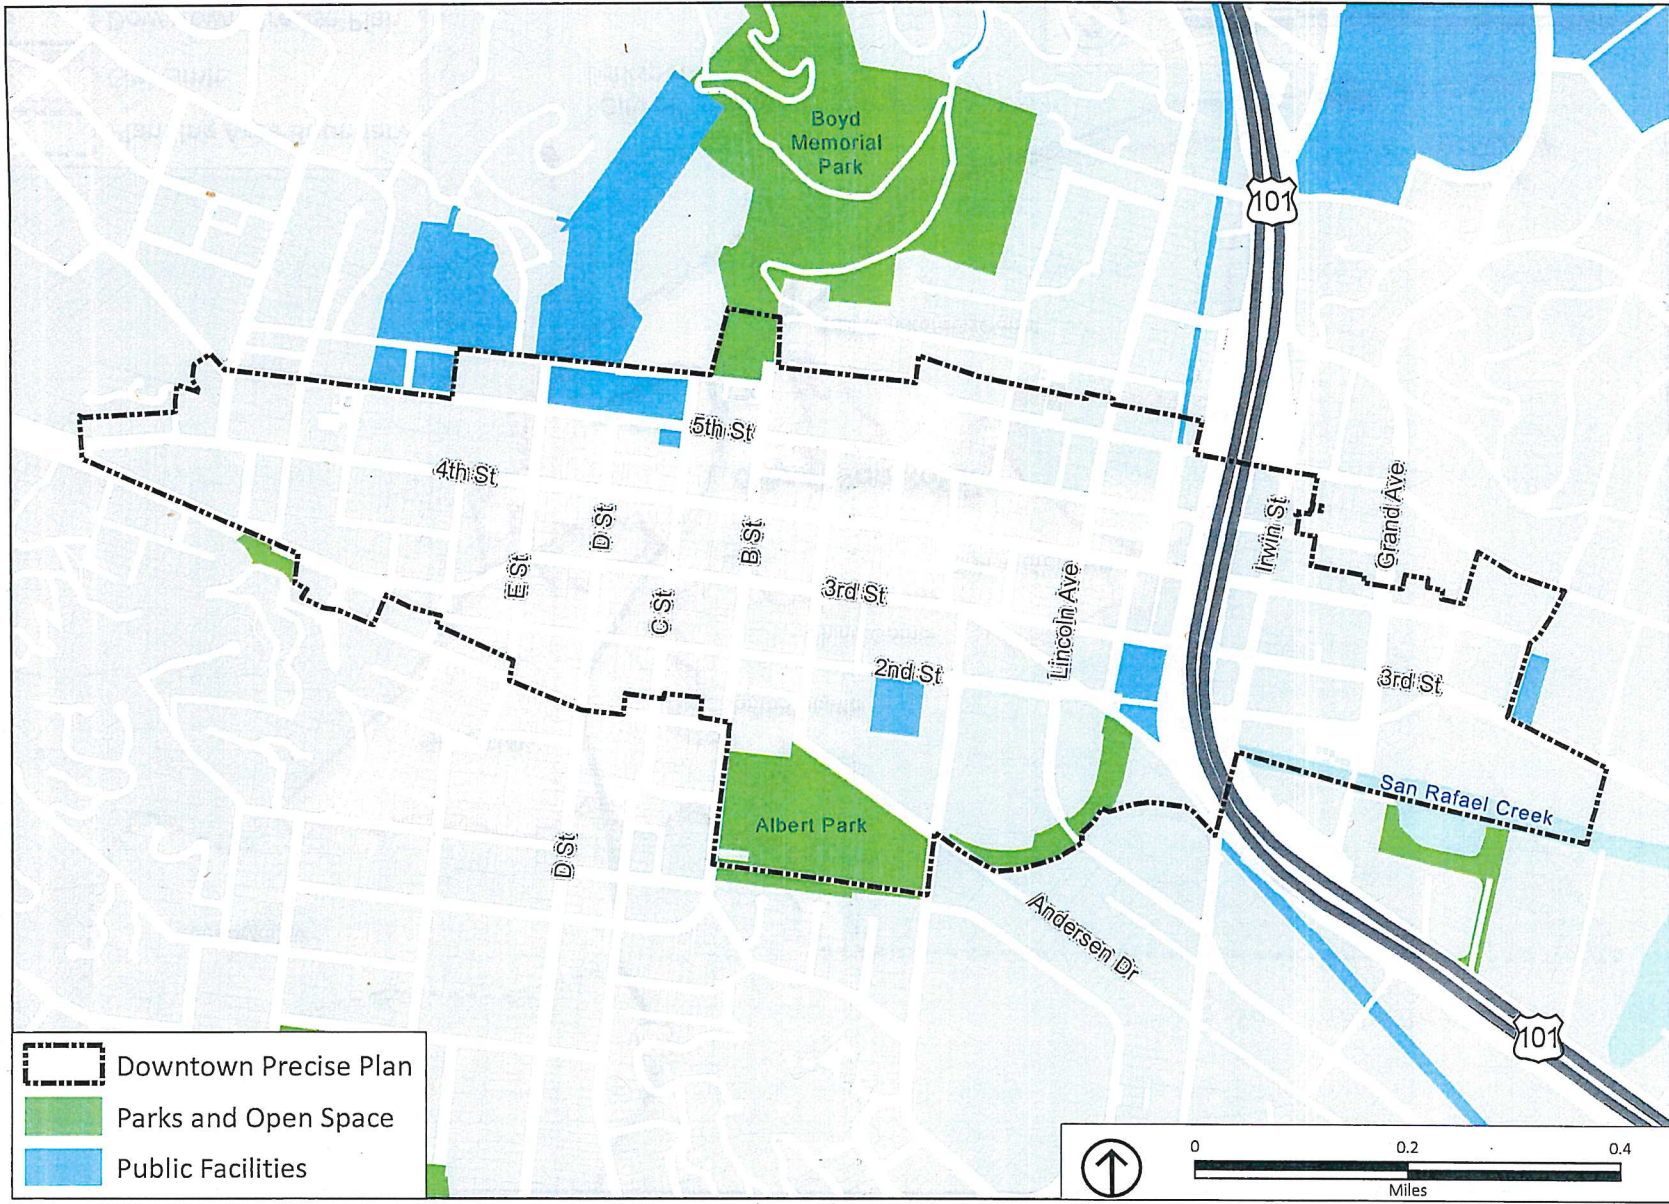 Boyd
Memorial
Park
101
5th St
4th St
D St
B St
E St
C St
3rd St
2nd St
Lincoln Ave
Irwin St
Grand Ave
3rd St
San Rafael Creek
Albert Park
D St
Andersen Dr
101
Downtown Precise Plan
Parks and Open Space
Public Facilities
0 0.2 0.4
Miles